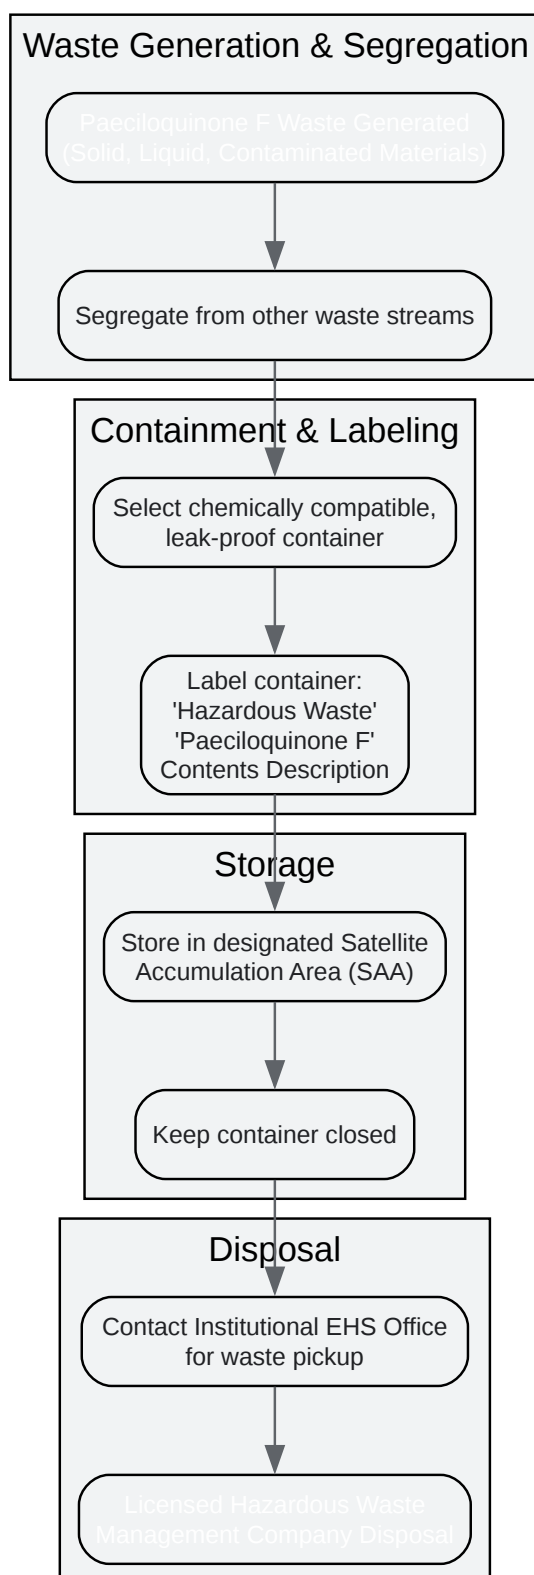 Waste Generation & Segregation
Paeciloquinone F Waste Generated
(Solid, Liquid, Contaminated Materials)
Segregate from other waste streams
Containment & Labeling
Select chemically compatible,
leak-proof container
Label container:
'Hazardous Waste'
'Paeciloquinone F'
Contents Description
Storage
Store in designated Satellite
Accumulation Area (SAA)
Keep container closed
Disposal
Contact Institutional EHS Office
for waste pickup
Licensed Hazardous Waste
Management Company Disposal